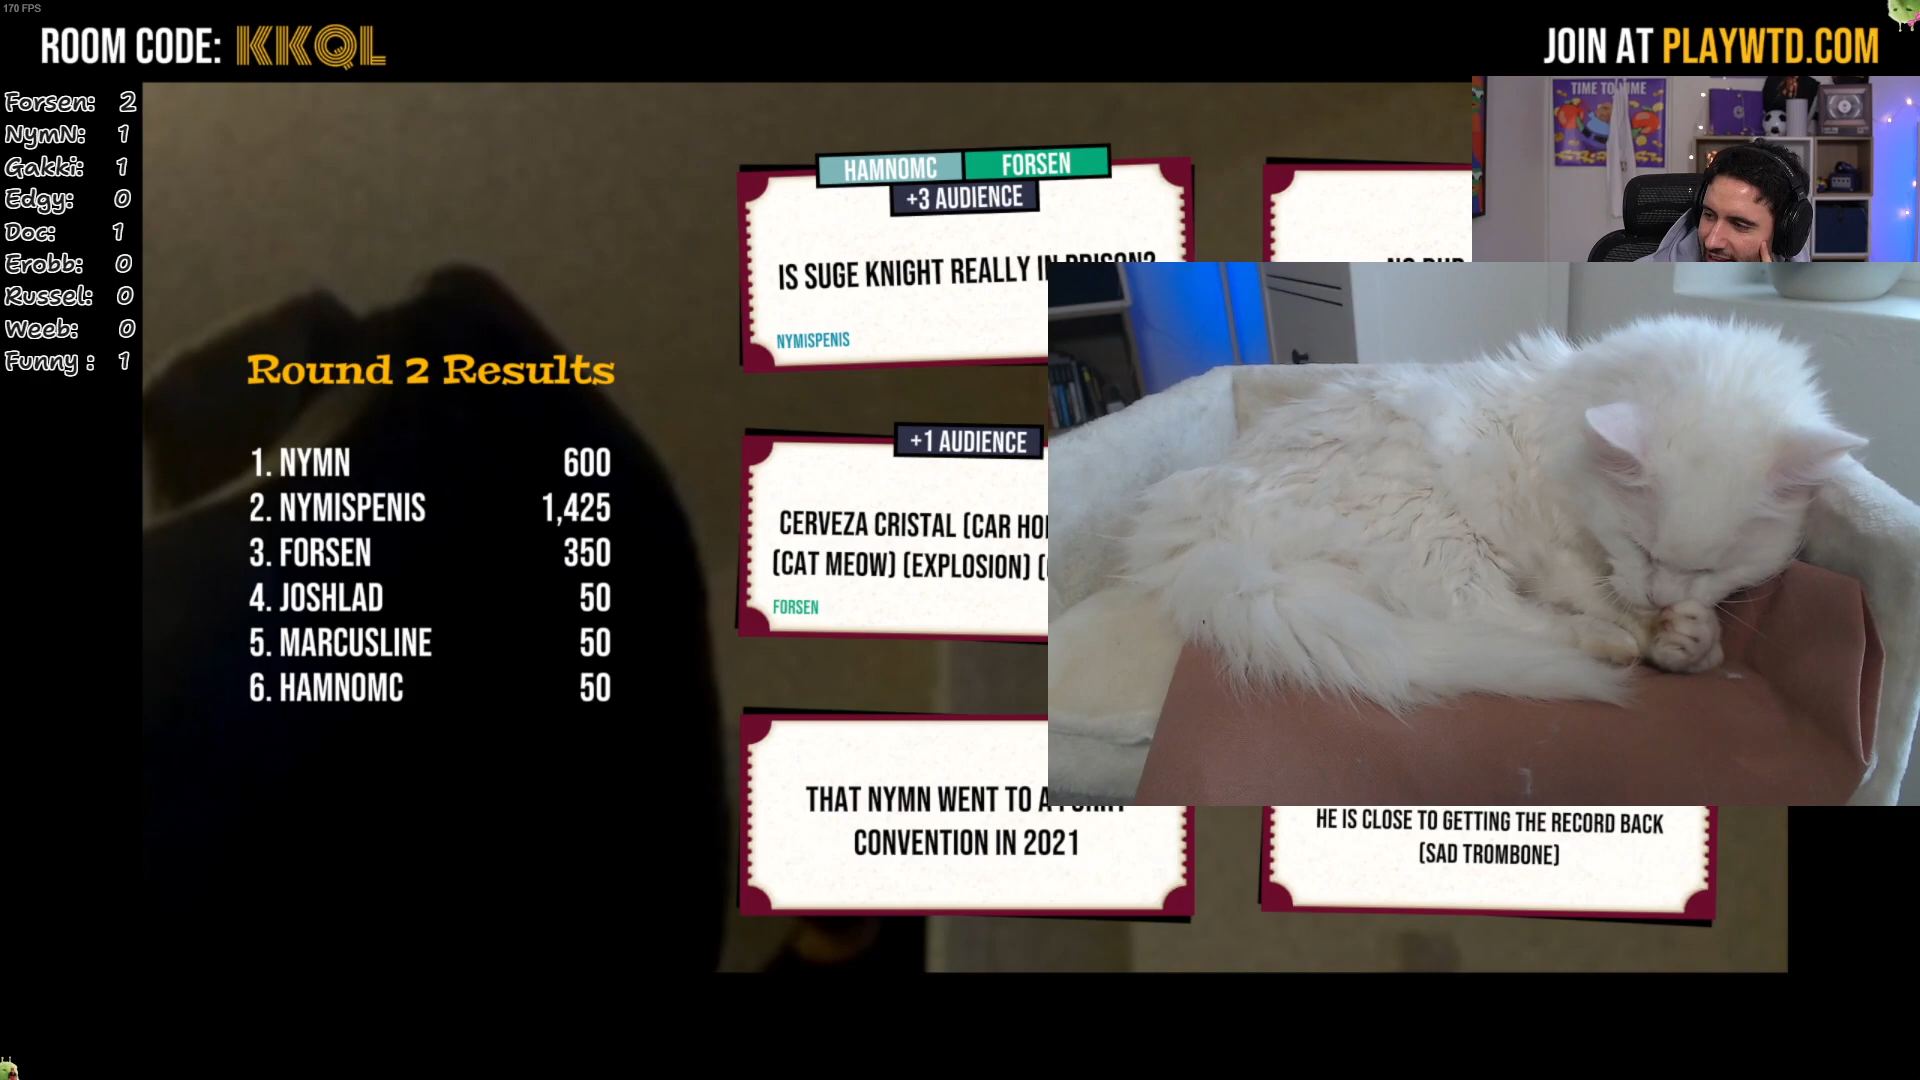 170 FPS
ROOM CODE: KKQL
JOIN AT PLAYWTD.COM
Forsen: 2
NymN: 1
Gakki: 1
Edgy: 0
Doc: 1
Erobb: 0
Russel: 0
Weeb: 0
Funny : 1
Round 2 Results
1. NYMN 600
2. NYMISPENIS 1,425
3. FORSEN 350
4. JOSHLAD 50
5. MARCUSLINE 50
6. HAMNOMC 50
HAMNOMC FORSEN
+3 AUDIENCE
IS SUGE KNIGHT REALLY IN PRISON?
NYMISPENIS
+1 AUDIENCE
CERVEZA CRISTAL (CAR
(CAT MEOW) (EXPLOSION)
FORSEN
THAT NYMN WENT TO A
CONVENTION IN 2021
HE IS CLOSE TO GETTING THE RECORD BACK
(SAD TROMBONE)
TIME TO